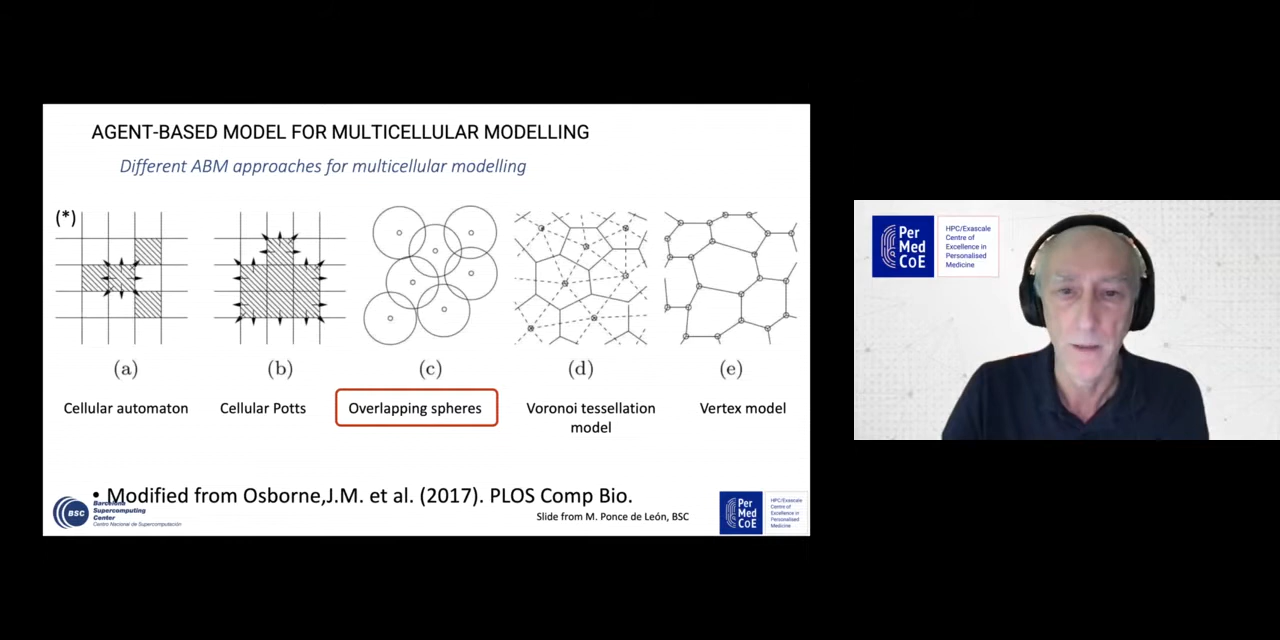 AGENT-BASED MODEL FOR MULTICELLULAR MODELLING
Different ABM approaches for multicellular modelling
(*)
(a)
(b)
(c)
(d)
(e)
Cellular automaton
Cellular Potts
Overlapping spheres
Voronoi tessellation
model
Vertex model
• Modified from Osborne,J.M. et al. (2017). PLOS Comp Bio.
BSC
Barcelona
Supercomputing
Center
Centro Nacional de Supercomputación
Slide from M. Ponce de León, BSC
Per
Med
CoE
HPC/Exascale
Centre of
Excellence in
Personalised
Medicine
Per
Med
CoE
HPC/Exascale
Centre of
Excellence in
Personalised
Medicine